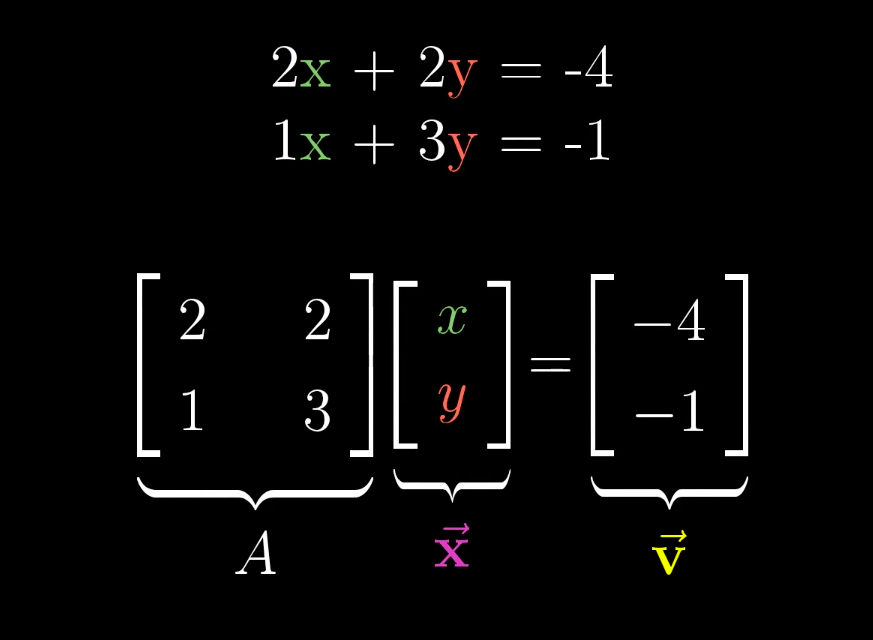 2x + 2y = -4
1x + 3y = -1
[ 2 2 ] [ x ] = [ −4 ]
[ 1 3 ] [ y ] [ −1 ]
A x⃗ v⃗